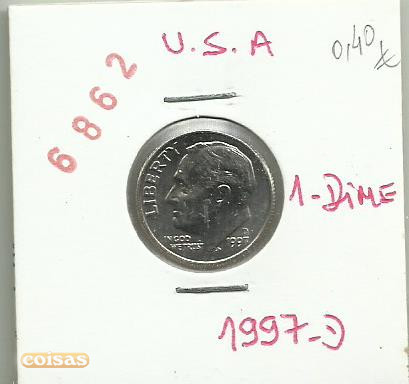 U.S.A
0,40
6862
LIBERTY
IN GOD
WE TRUST
D
1997
1-DiME
1997-D
coisas